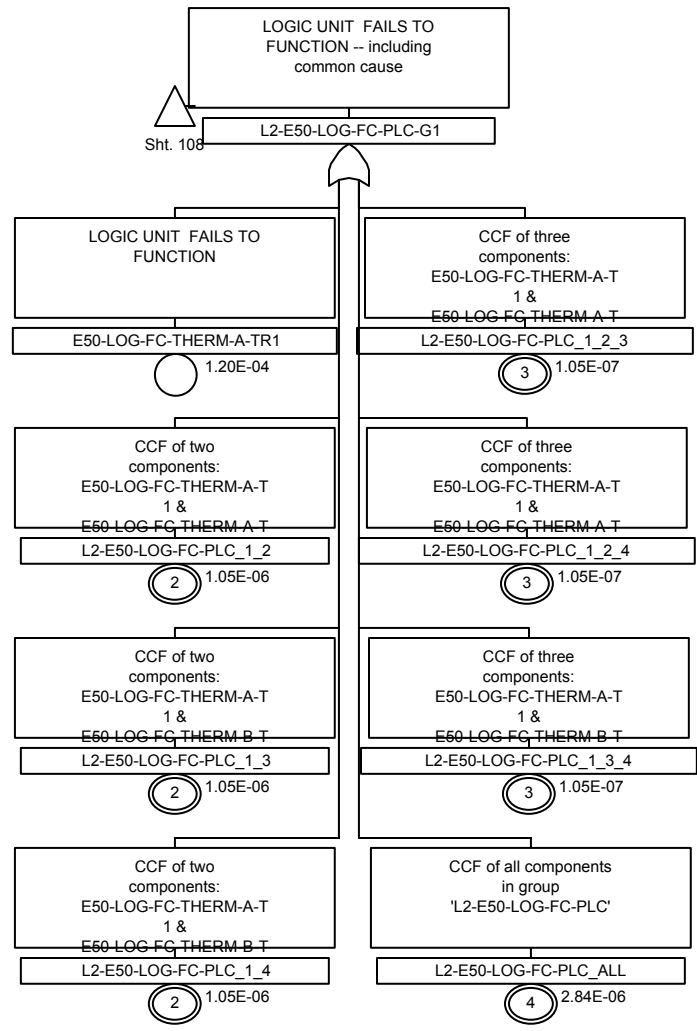 LOGIC UNIT FAILS TO
FUNCTION -- including
common cause
Sht. 108
L2-E50-LOG-FC-PLC-G1
LOGIC UNIT FAILS TO
FUNCTION
E50-LOG-FC-THERM-A-TR1
1.20E-04
CCF of three
components:
E50-LOG-FC-THERM-A-T
1 &
E50-LOG-FC-THERM-A-T
L2-E50-LOG-FC-PLC_1_2_3
3
1.05E-07
CCF of two
components:
E50-LOG-FC-THERM-A-T
1 &
E50-LOG-FC-THERM-A-T
L2-E50-LOG-FC-PLC_1_2
2
1.05E-06
CCF of three
components:
E50-LOG-FC-THERM-A-T
1 &
E50-LOG-FC-THERM-A-T
L2-E50-LOG-FC-PLC_1_2_4
3
1.05E-07
CCF of two
components:
E50-LOG-FC-THERM-A-T
1 &
E50-LOG-FC-THERM-B-T
L2-E50-LOG-FC-PLC_1_3
2
1.05E-06
CCF of three
components:
E50-LOG-FC-THERM-A-T
1 &
E50-LOG-FC-THERM-B-T
L2-E50-LOG-FC-PLC_1_3_4
3
1.05E-07
CCF of two
components:
E50-LOG-FC-THERM-A-T
1 &
E50-LOG-FC-THERM-B-T
L2-E50-LOG-FC-PLC_1_4
2
1.05E-06
CCF of all components
in group
'L2-E50-LOG-FC-PLC'
L2-E50-LOG-FC-PLC_ALL
4
2.84E-06